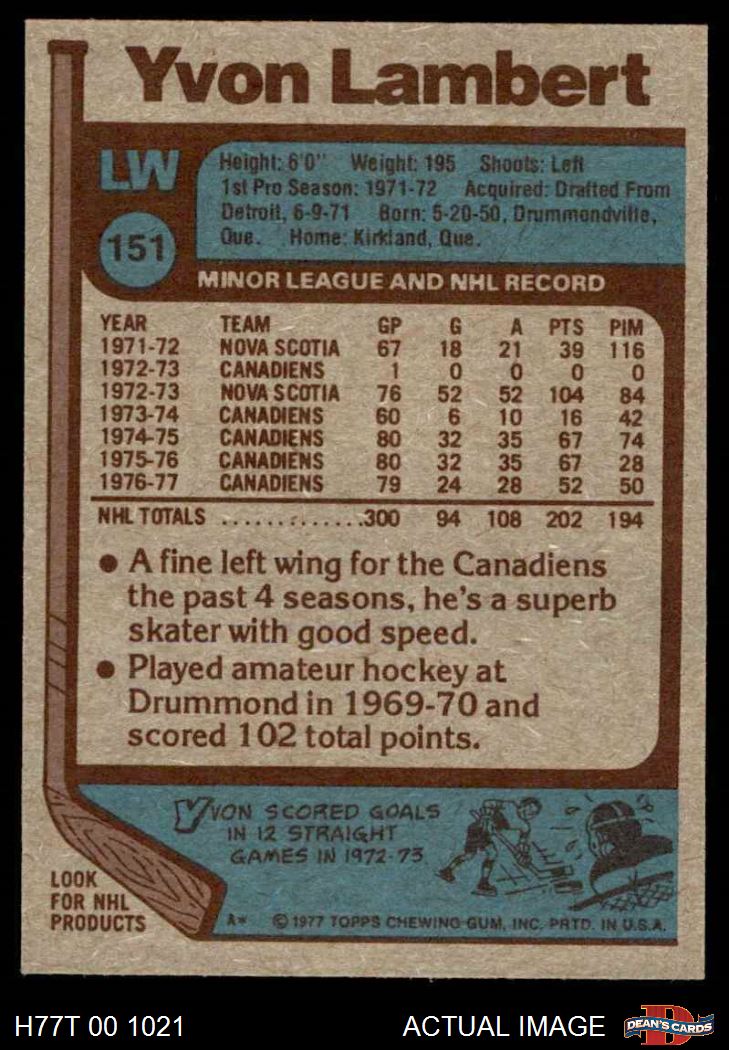 Yvon Lambert
LW
151
Height: 6'0" Weight: 195 Shoots: Left
1st Pro Season: 1971-72 Acquired: Drafted From
Detroit, 6-9-71 Born: 5-20-50, Drummondville,
Que. Home: Kirkland, Que.
MINOR LEAGUE AND NHL RECORD
YEAR TEAM GP G A PTS PIM
1971-72 NOVA SCOTIA 67 18 21 39 116
1972-73 CANADIENS 1 0 0 0 0
1972-73 NOVA SCOTIA 76 52 52 104 84
1973-74 CANADIENS 60 6 10 16 42
1974-75 CANADIENS 80 32 35 67 74
1975-76 CANADIENS 80 32 35 67 28
1976-77 CANADIENS 79 24 28 52 50
NHL TOTALS ..............300 94 108 202 194
● A fine left wing for the Canadiens
the past 4 seasons, he's a superb
skater with good speed.
● Played amateur hockey at
Drummond in 1969-70 and
scored 102 total points.
YVON SCORED GOALS
IN 12 STRAIGHT
GAMES IN 1972-73
LOOK
FOR NHL
PRODUCTS
A* © 1977 TOPPS CHEWING GUM, INC. PRTD. IN U.S.A.
H77T 00 1021 ACTUAL IMAGE D DEAN'S CARDS